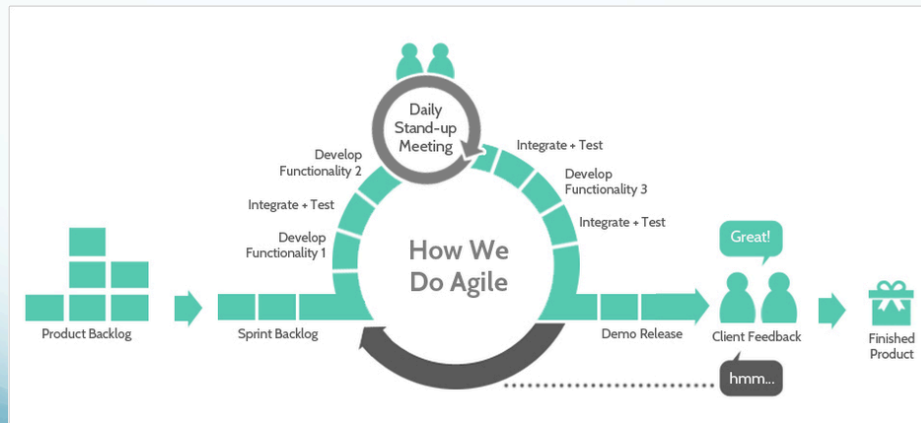 Daily
Stand-up
Meeting
Integrate + Test
Develop
Functionality 2
Develop
Functionality 3
Integrate + Test
Integrate + Test
Develop
Functionality 1
How We
Do Agile
Great!
Product Backlog
Sprint Backlog
Demo Release
Client Feedback
Finished
Product
hmm...